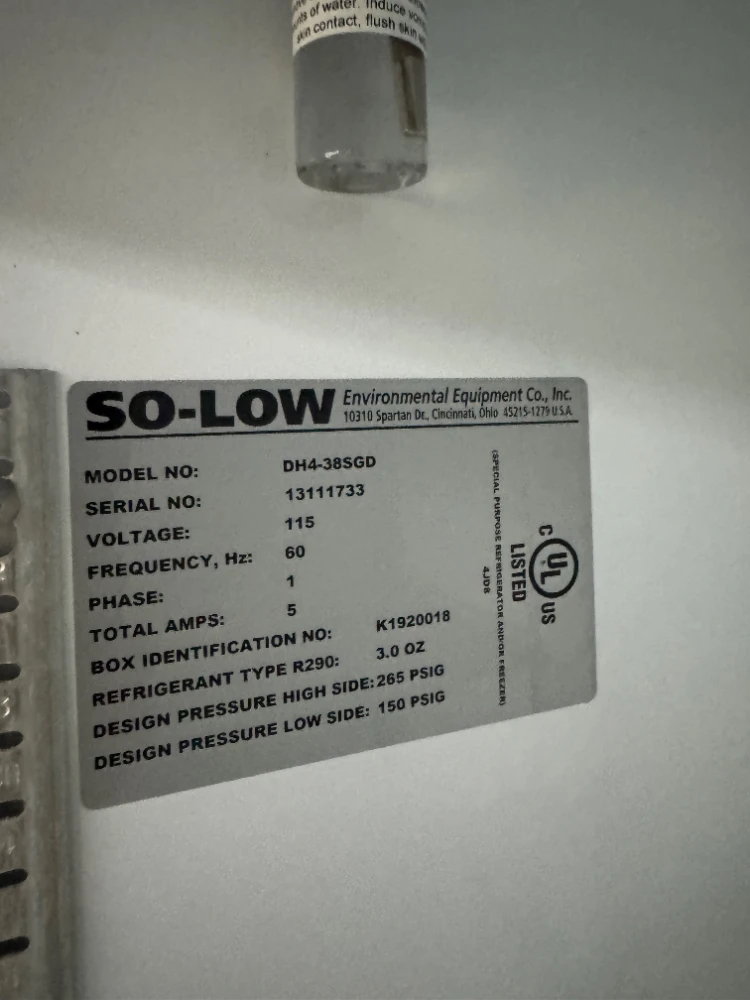 of water. Induce
skin contact, flush skin
SO-LOW Environmental Equipment Co., Inc.
10310 Spartan Dr., Cincinnati, Ohio 45215-1279 U.S.A.
MODEL NO: DH4-38SGD
SERIAL NO: 13111733
VOLTAGE: 115
FREQUENCY, Hz: 60
PHASE: 1
TOTAL AMPS: 5
BOX IDENTIFICATION NO: K1920018
REFRIGERANT TYPE R290: 3.0 OZ
DESIGN PRESSURE HIGH SIDE: 265 PSIG
DESIGN PRESSURE LOW SIDE: 150 PSIG
(SPECIAL PURPOSE REFRIGERATOR AND/OR FREEZER)
4JD8
LISTED
C UL US